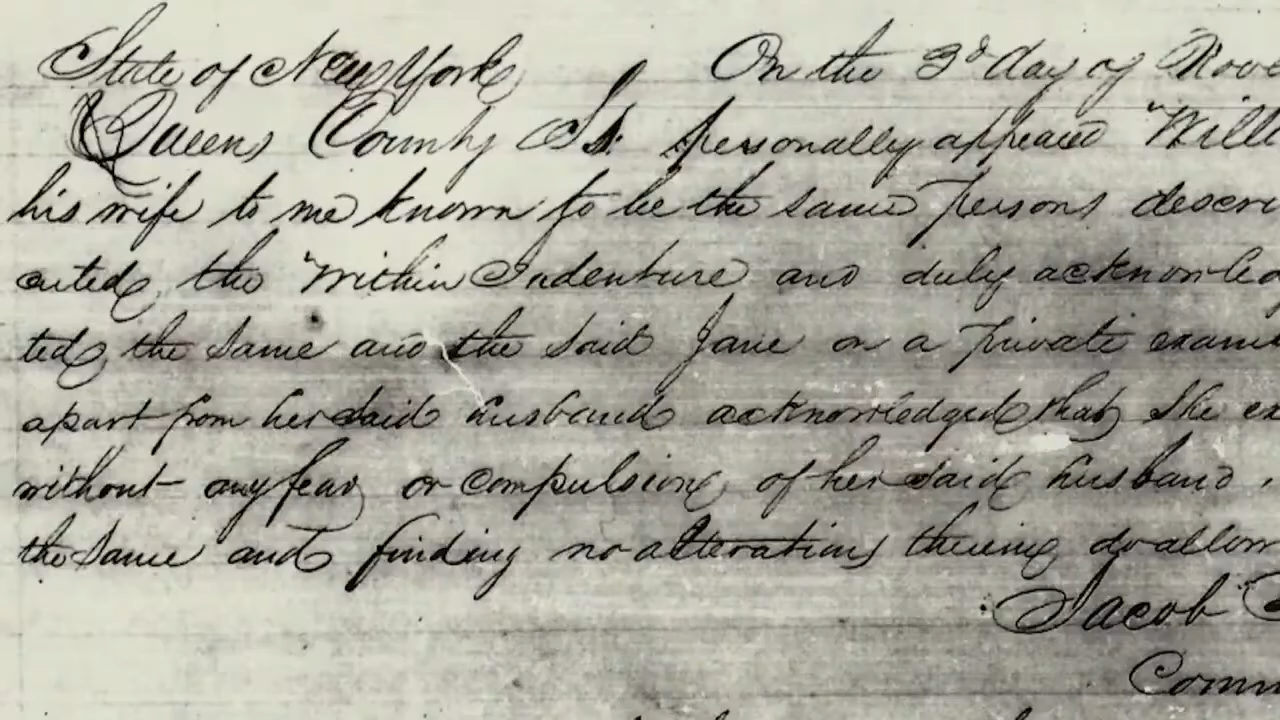 State of New York On the 3d day of Nove
Queens County Ss. personally appeared Willi
his wife to me known to be the same persons descri
cuted the Within Indenture and duly acknowled
ted the same and the said Jane on a private exami
apart from her said husband acknowledged that She ex
without any fear or compulsion of her said husband
the same and finding no alterations therein do allow
Jacob
Comm